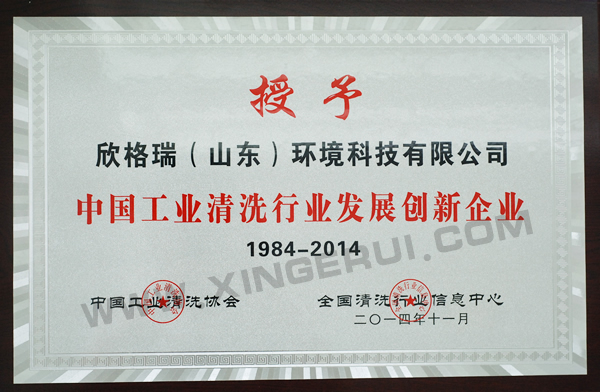 授予
欣格瑞（山东）环境科技有限公司
中国工业清洗行业发展创新企业
1984-2014
WWW.XINGERUI.COM
中国工业清洗协会
全国清洗行业信息中心
二〇一四年十一月